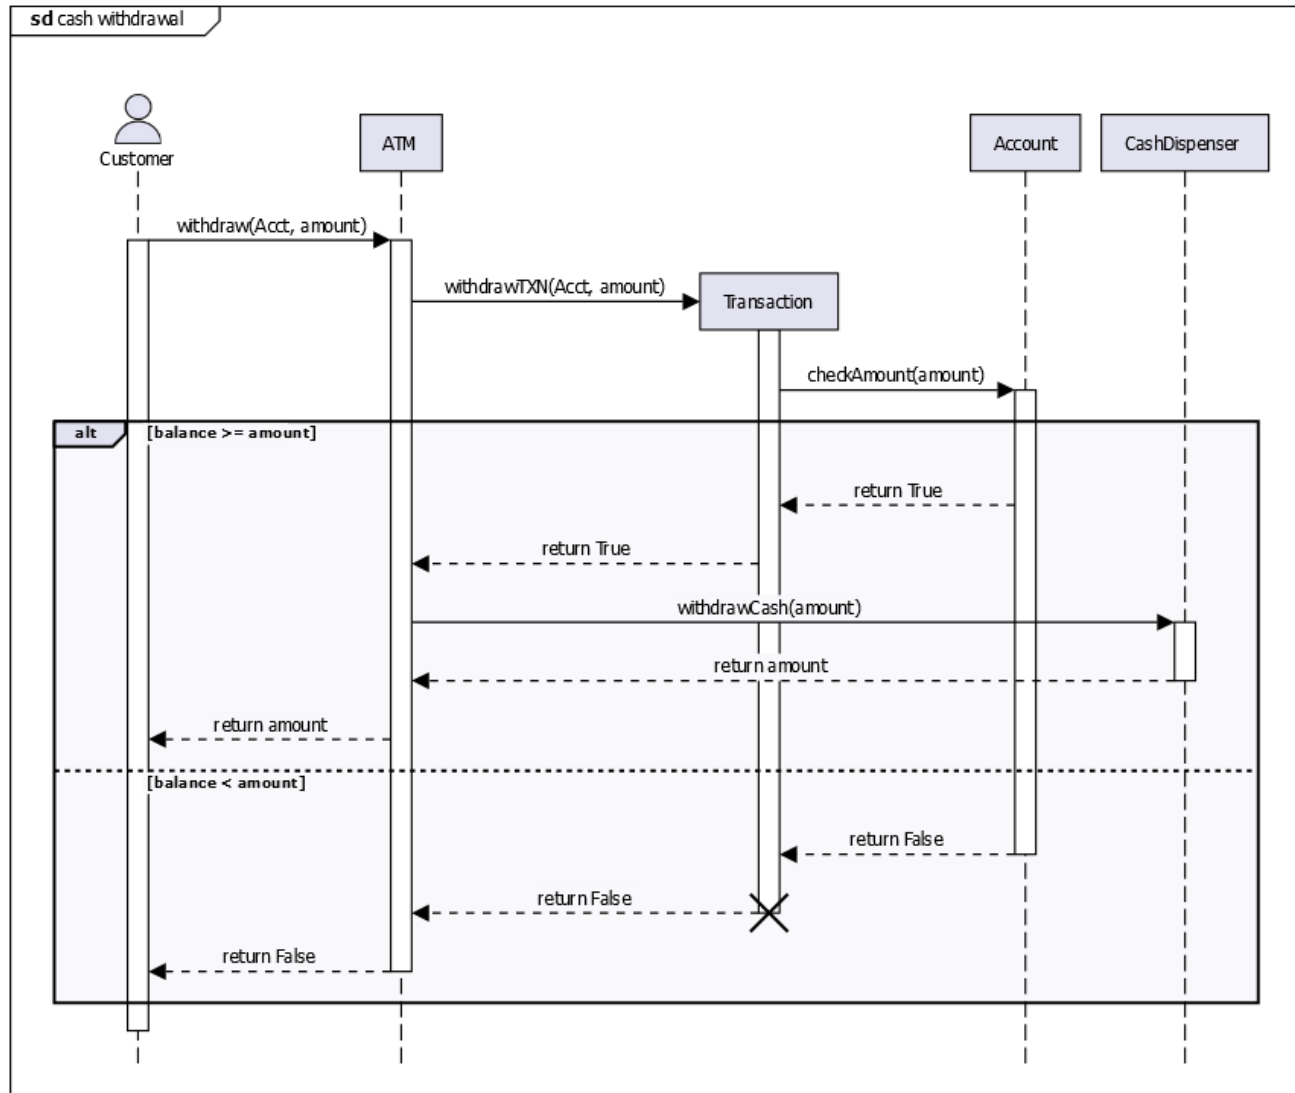 sd cash withdrawal
Customer
ATM
Account
CashDispenser
withdraw(Acct, amount)
withdrawTXN(Acct, amount)
Transaction
checkAmount(amount)
alt
[balance >= amount]
return True
return True
withdrawCash(amount)
return amount
return amount
[balance < amount]
return False
return False
return False